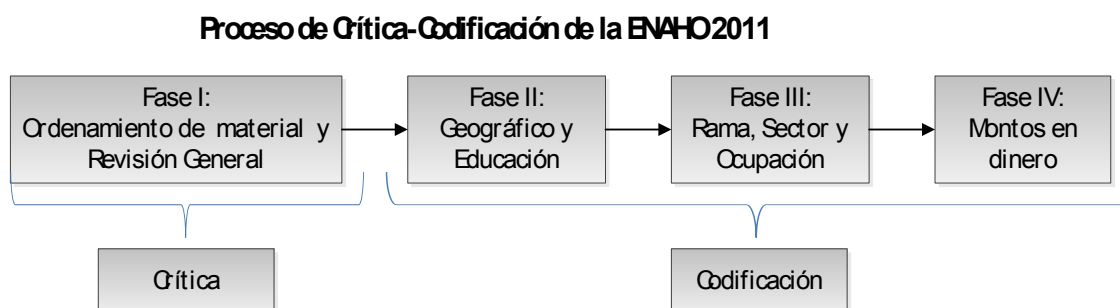 Proceso de Crítica-Codificación de la ENAHO 2011
Fase I:
Ordenamiento de material y
Revisión General
Fase II:
Geográfico y
Educación
Fase III:
Rama, Sector y
Ocupación
Fase IV:
Montos en
dinero
Crítica
Codificación